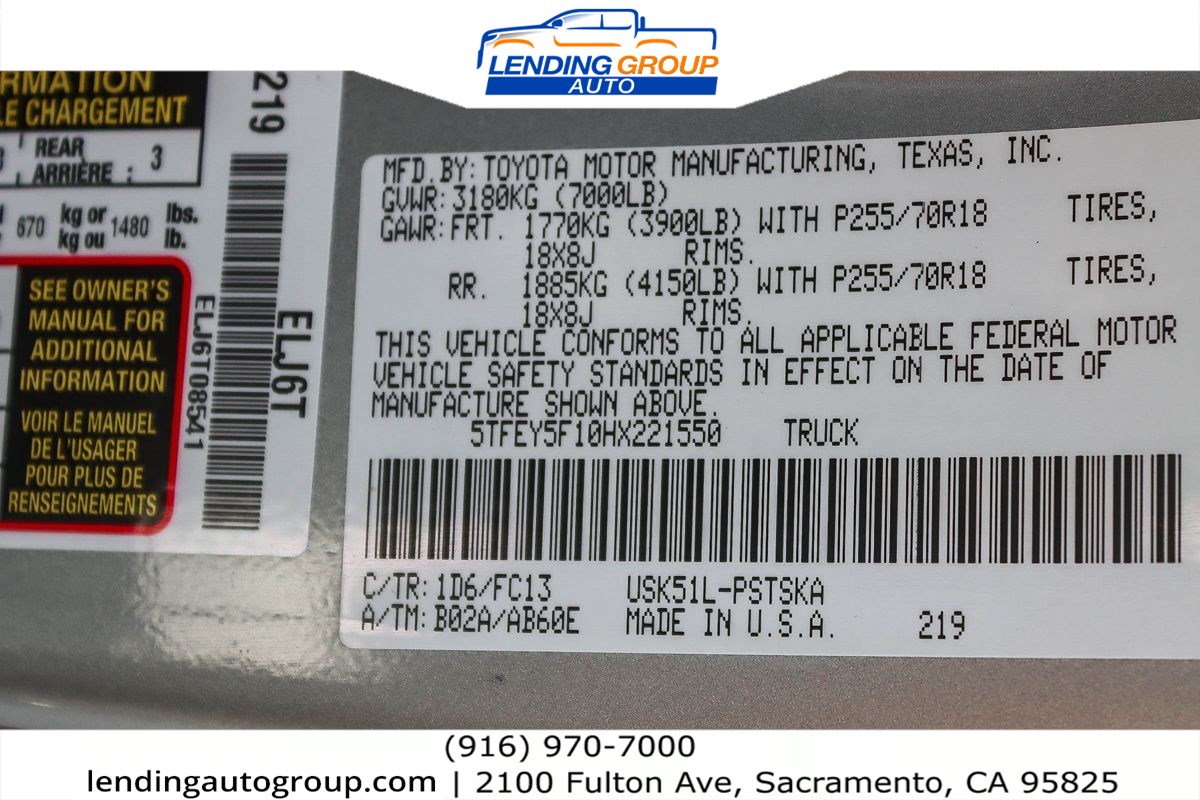 LENDING GROUP
AUTO
RMATION
LE CHARGEMENT
REAR
ARRIÈRE : 3
670 kg or 1480 lbs.
kg ou lb.
SEE OWNER'S
MANUAL FOR
ADDITIONAL
INFORMATION
VOIR LE MANUEL
DE L'USAGER
POUR PLUS DE
RENSEIGNEMENTS
219
ELJ6T08541
ELJ6T
MFD.BY: TOYOTA MOTOR MANUFACTURING, TEXAS, INC.
GVWR: 3180KG (7000LB)
GAWR: FRT. 1770KG (3900LB) WITH P255/70R18 TIRES,
18X8J RIMS.
RR. 1885KG (4150LB) WITH P255/70R18 TIRES,
18X8J RIMS.
THIS VEHICLE CONFORMS TO ALL APPLICABLE FEDERAL MOTOR
VEHICLE SAFETY STANDARDS IN EFFECT ON THE DATE OF
MANUFACTURE SHOWN ABOVE.
5TFEY5F10HX221550 TRUCK
C/TR: 1D6/FC13 USK51L-PSTSKA
A/TM: B02A/AB60E MADE IN U.S.A. 219
(916) 970-7000
lendingautogroup.com | 2100 Fulton Ave, Sacramento, CA 95825